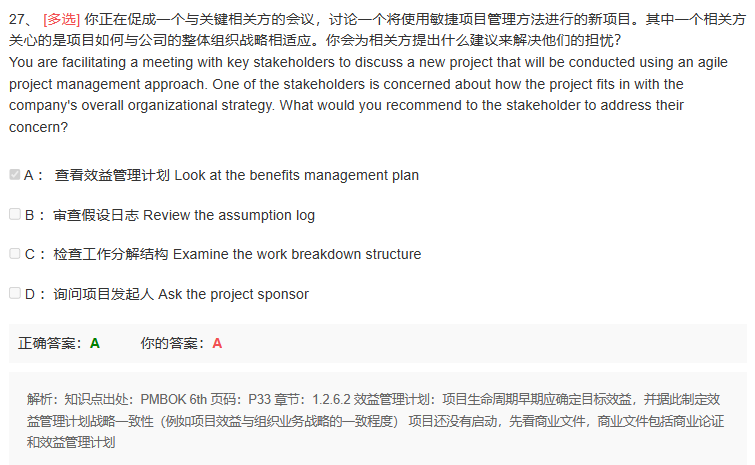 27、 [多选] 你正在促成一个与关键相关方的会议，讨论一个将使用敏捷项目管理方法进行的新项目。其中一个相关方
关心的是项目如何与公司的整体组织战略相适应。你会为相关方提出什么建议来解决他们的担忧？
You are facilitating a meeting with key stakeholders to discuss a new project that will be conducted using an agile
project management approach. One of the stakeholders is concerned about how the project fits in with the
company's overall organizational strategy. What would you recommend to the stakeholder to address their
concern?
A： 查看效益管理计划 Look at the benefits management plan
B： 审查假设日志 Review the assumption log
C： 检查工作分解结构 Examine the work breakdown structure
D： 询问项目发起人 Ask the project sponsor
正确答案：A 你的答案：A
解析：知识点出处：PMBOK 6th 页码：P33 章节：1.2.6.2 效益管理计划：项目生命周期早期应确定目标效益，并据此制定效
益管理计划战略一致性（例如项目效益与组织业务战略的一致程度） 项目还没有启动，先看商业文件，商业文件包括商业论证
和效益管理计划